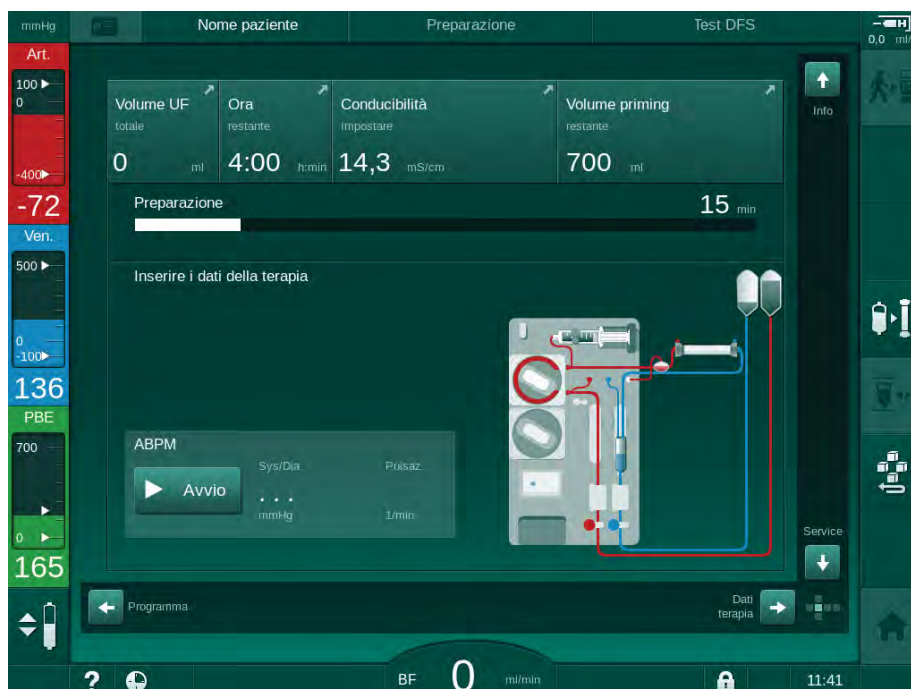 mmHg
Nome paziente
Preparazione
Test DFS
0,0 ml/
Art.
100
0
-400
-72
Ven.
500
0
-100
136
PBE
700
0
165
Volume UF
totale
0 ml
Ora
restante
4:00 h:min
Conducibilità
Impostare
14,3 mS/cm
Volume priming
restante
700 ml
Info
Preparazione
15 min
Inserire i dati della terapia
ABPM
Avvio
Sys/Dia
. . .
mmHg
Pulsaz.
1/min
Service
Programma
Dati
terapia
? BF 0 ml/min 11:41